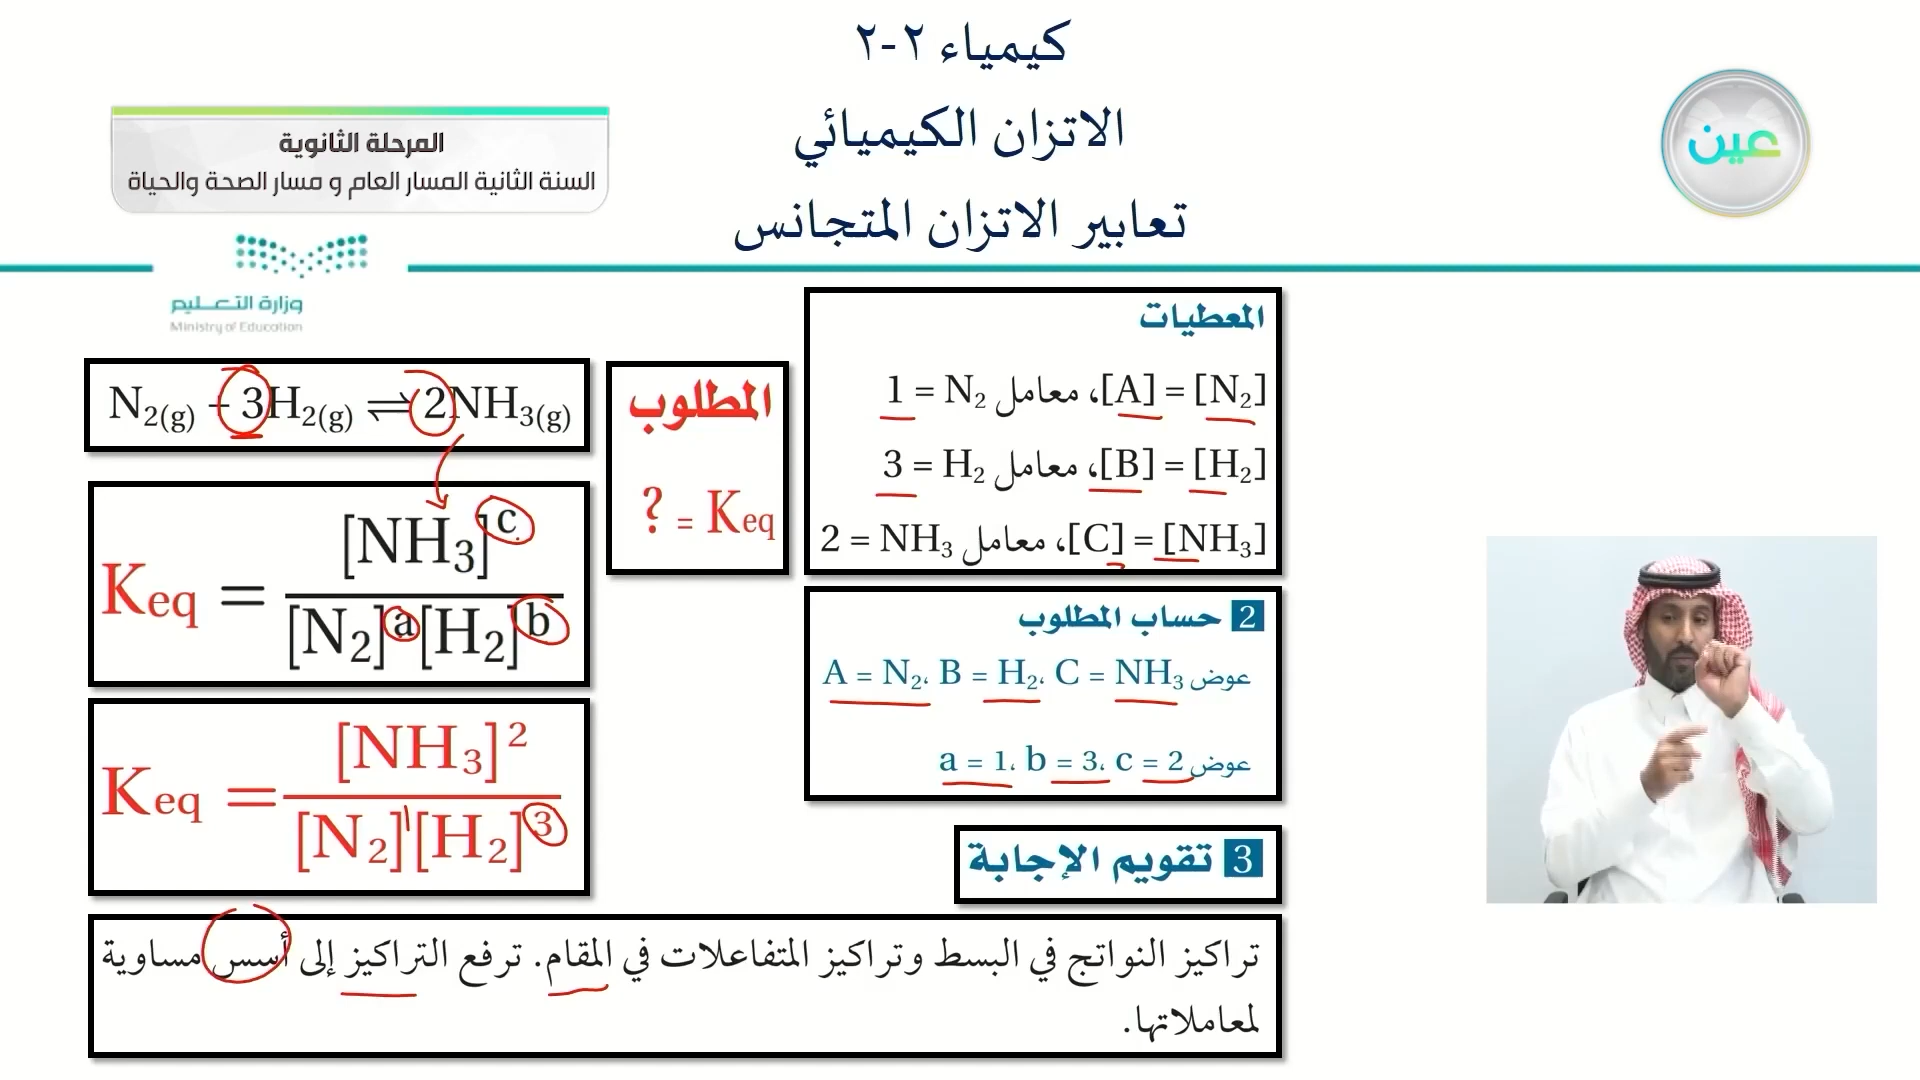 كيمياء ٢-٢
الاتزان الكيميائي
تعابير الاتزان المتجانس
عين
المرحلة الثانوية
السنة الثانية المسار العام و مسار الصحة والحياة
وزارة التعليم
Ministry of Education
المعطيات
[N₂] = [A]، معامل N₂ = 1
[H₂] = [B]، معامل H₂ = 3
[NH₃] = [C]، معامل NH₃ = 2
المطلوب
Keq = ?
N₂(g) + 3H₂(g) ⇌ 2NH₃(g)
Keq = [NH₃]^c / [N₂]^a [H₂]^b
2 حساب المطلوب
عوض A = N₂، B = H₂، C = NH₃
عوض a = 1، b = 3، c = 2
Keq = [NH₃]² / [N₂]¹ [H₂]³
3 تقويم الإجابة
تراكيز النواتج في البسط وتراكيز المتفاعلات في المقام. ترفع التراكيز إلى أسس مساوية
لمعاملاتها.